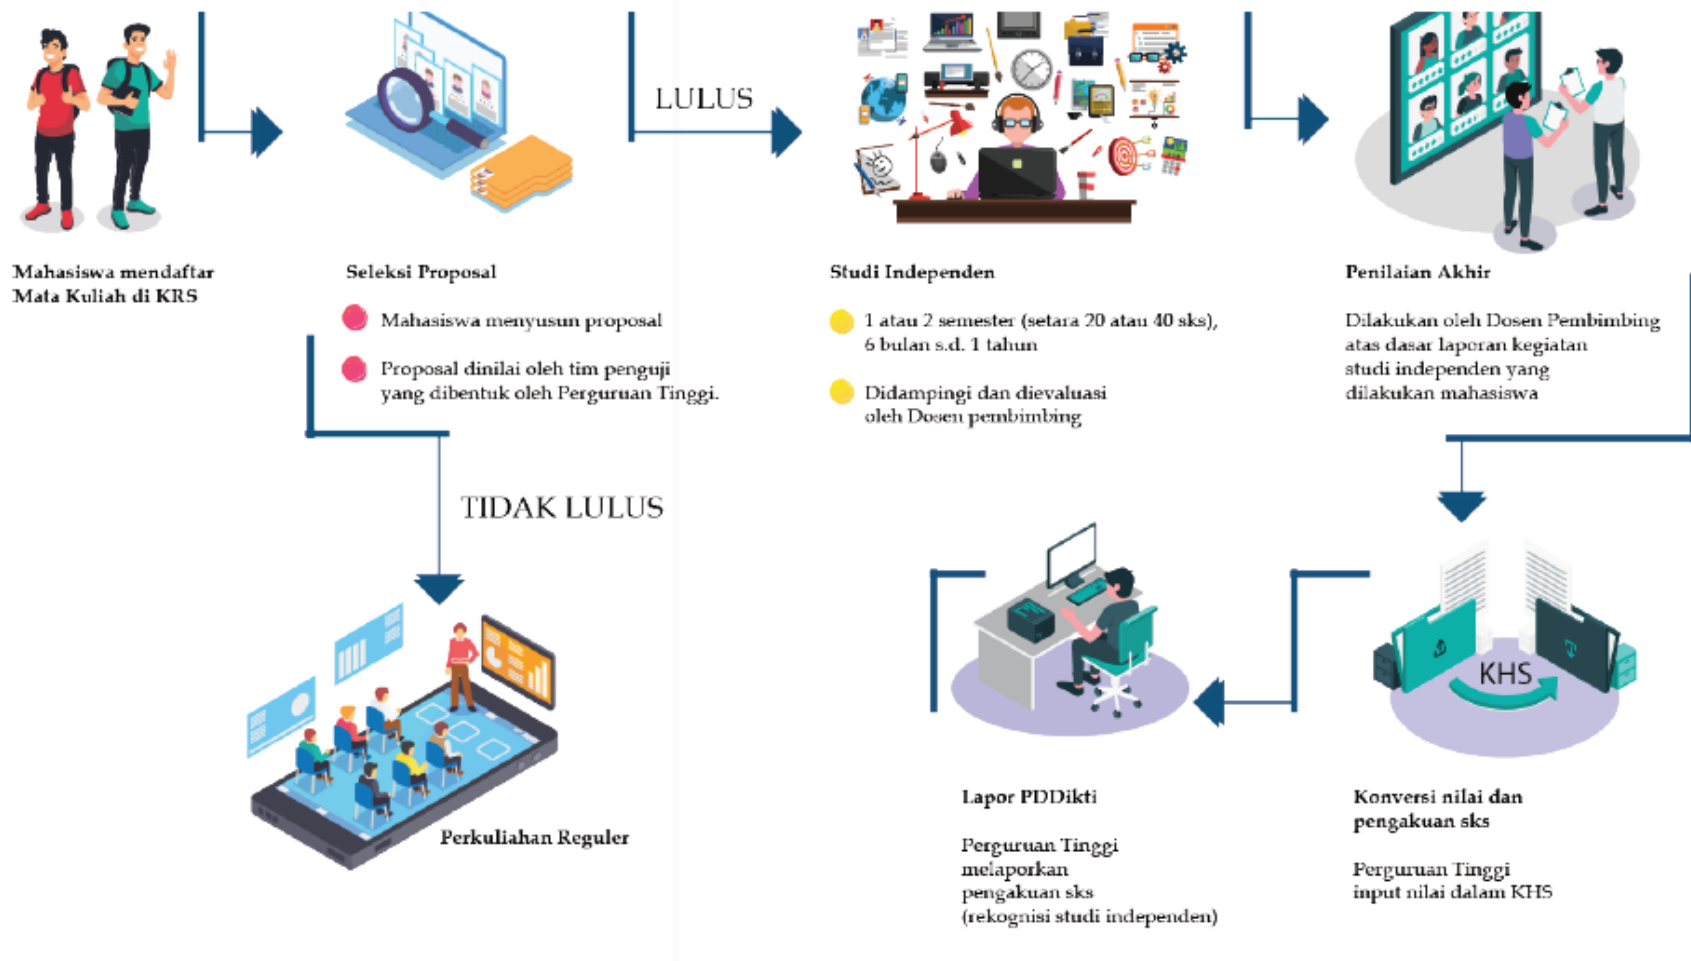 LULUS
Mahasiswa mendaftar
Mata Kuliah di KRS
Seleksi Proposal
Mahasiswa menyusun proposal
Proposal dinilai oleh tim penguji
yang dibentuk oleh Perguruan Tinggi.
Studi Independen
1 atau 2 semester (setara 20 atau 40 sks),
6 bulan s.d. 1 tahun
Didampingi dan dievaluasi
oleh Dosen pembimbing
Penilaian Akhir
Dilakukan oleh Dosen Pembimbing
atas dasar laporan kegiatan
studi independen yang
dilakukan mahasiswa
TIDAK LULUS
Perkuliahan Reguler
KHS
Lapor PDDikti
Perguruan Tinggi
melaporkan
pengakuan sks
(rekognisi studi independen)
Konversi nilai dan
pengakuan sks
Perguruan Tinggi
input nilai dalam KHS